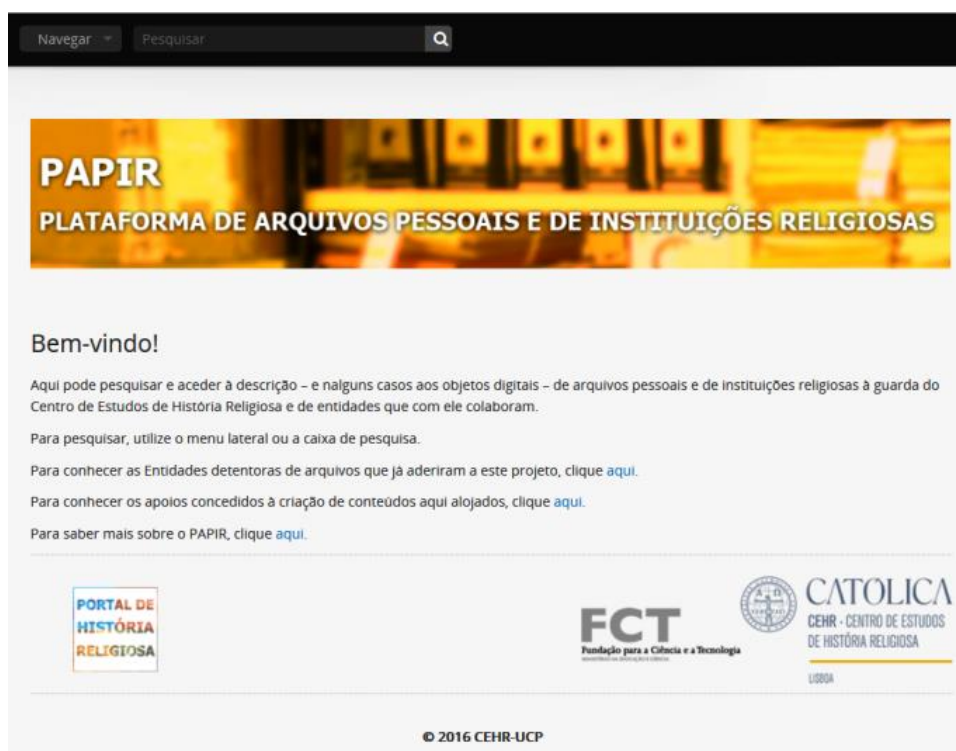 Navegar
Pesquisar
PAPIR
PLATAFORMA DE ARQUIVOS PESSOAIS E DE INSTITUIÇÕES RELIGIOSAS
Bem-vindo!
Aqui pode pesquisar e aceder à descrição – e nalguns casos aos objetos digitais – de arquivos pessoais e de instituições religiosas à guarda do
Centro de Estudos de História Religiosa e de entidades que com ele colaboram.
Para pesquisar, utilize o menu lateral ou a caixa de pesquisa.
Para conhecer as Entidades detentoras de arquivos que já aderiram a este projeto, clique aqui.
Para conhecer os apoios concedidos à criação de conteúdos aqui alojados, clique aqui.
Para saber mais sobre o PAPIR, clique aqui.
PORTAL DE
HISTÓRIA
RELIGIOSA
FCT
Fundação para a Ciência e a Tecnologia
CATOLICA
CEHR - CENTRO DE ESTUDOS
DE HISTÓRIA RELIGIOSA
LISBOA
© 2016 CEHR-UCP